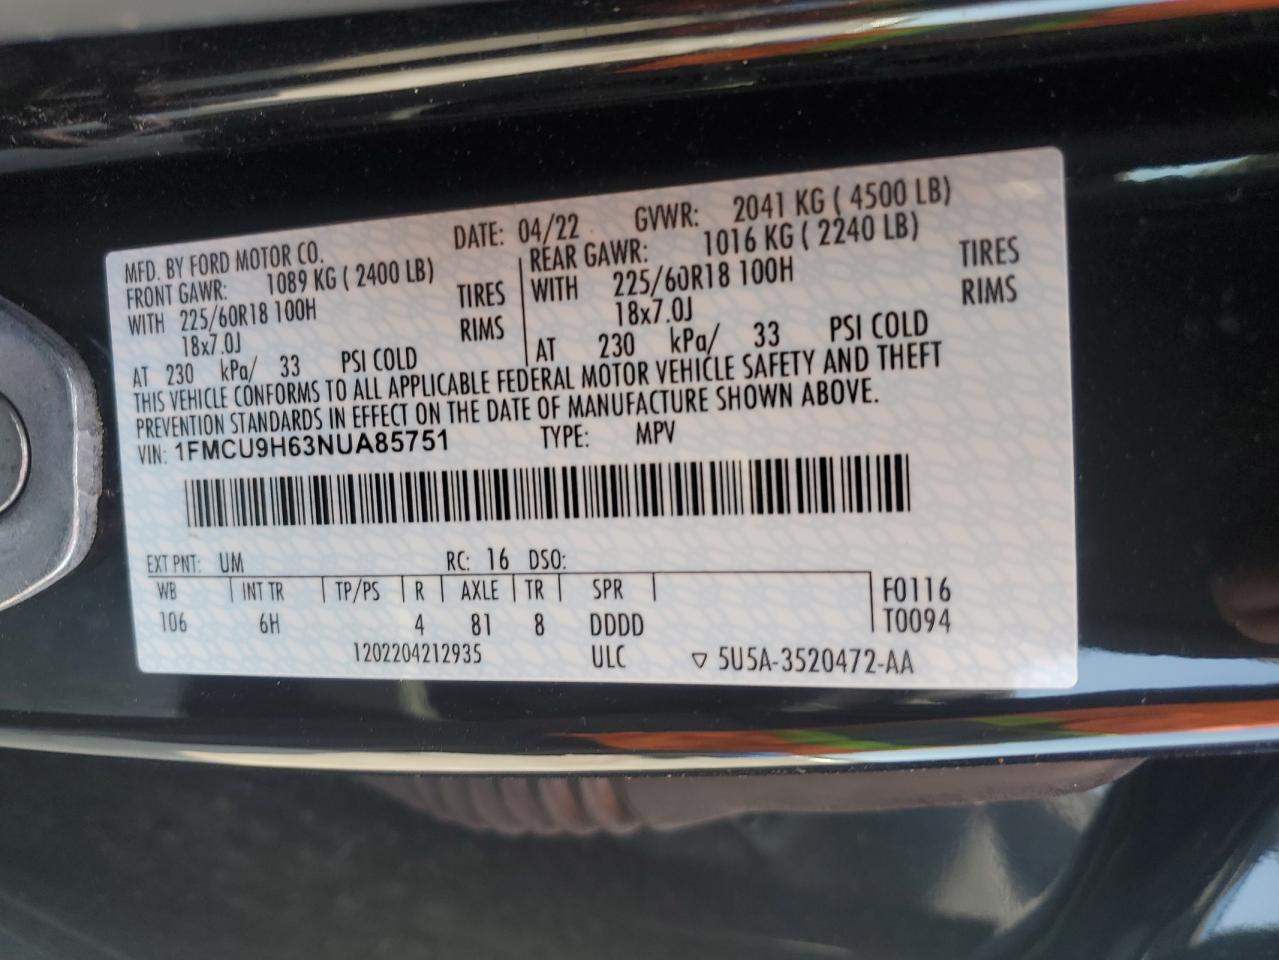 MFD. BY FORD MOTOR CO. DATE: 04/22 GVWR: 2041 KG ( 4500 LB)
FRONT GAWR: 1089 KG ( 2400 LB) REAR GAWR: 1016 KG ( 2240 LB)
WITH 225/60R18 100H TIRES WITH 225/60R18 100H TIRES
18x7.0J RIMS 18x7.0J RIMS
AT 230 kPa/ 33 PSI COLD AT 230 kPa/ 33 PSI COLD
THIS VEHICLE CONFORMS TO ALL APPLICABLE FEDERAL MOTOR VEHICLE SAFETY AND THEFT
PREVENTION STANDARDS IN EFFECT ON THE DATE OF MANUFACTURE SHOWN ABOVE.
VIN: 1FMCU9H63NUA85751 TYPE: MPV
EXT PNT: UM RC: 16 DSO:
WB INT TR TP/PS R AXLE TR SPR F0116
106 6H 4 81 8 DDDD T0094
1202204212935 ULC ▽ 5U5A-3520472-AA